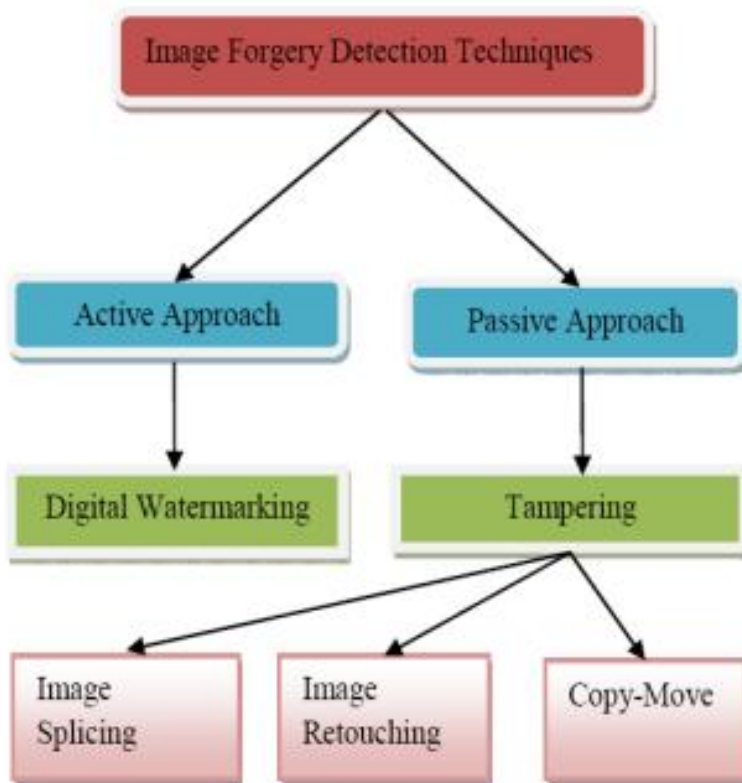 Image Forgery Detection Techniques
Active Approach
Passive Approach
Digital Watermarking
Tampering
Image
Splicing
Image
Retouching
Copy-Move